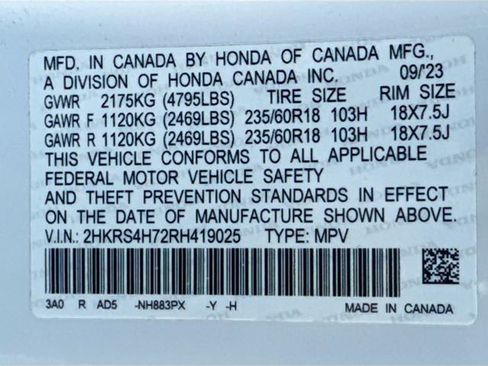 MFD. IN CANADA BY HONDA OF CANADA MFG.,
A DIVISION OF HONDA CANADA INC. 09/23
GVWR 2175KG (4795LBS) TIRE SIZE RIM SIZE
GAWR F 1120KG (2469LBS) 235/60R18 103H 18X7.5J
GAWR R 1120KG (2469LBS) 235/60R18 103H 18X7.5J
THIS VEHICLE CONFORMS TO ALL APPLICABLE
FEDERAL MOTOR VEHICLE SAFETY
AND THEFT PREVENTION STANDARDS IN EFFECT
ON THE DATE OF MANUFACTURE SHOWN ABOVE.
V.I.N.: 2HKRS4H72RH419025 TYPE: MPV
3A0 R AD5 -NH883PX -Y -H MADE IN CANADA